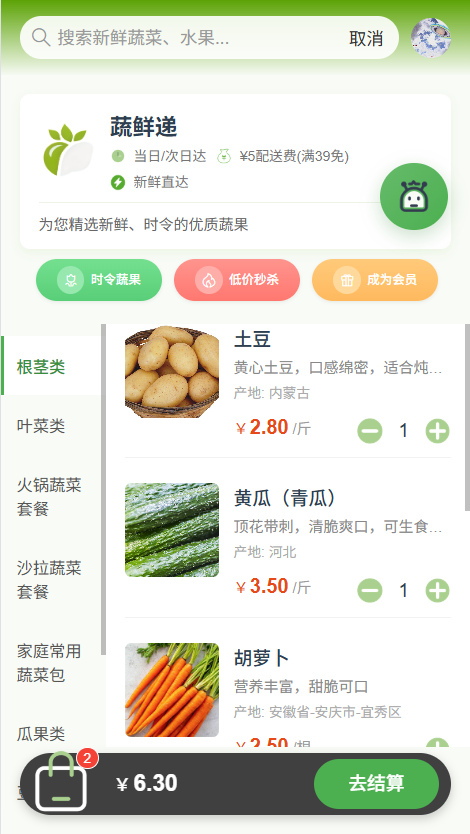 搜索新鲜蔬菜、水果... 取消
蔬鲜递
当日/次日达 ¥5配送费(满39免)
新鲜直达
为您精选新鲜、时令的优质蔬果
时令蔬果 低价秒杀 成为会员
根茎类
叶菜类
火锅蔬菜
套餐
沙拉蔬菜
套餐
家庭常用
蔬菜包
瓜果类
土豆
黄心土豆，口感绵密，适合炖...
产地: 内蒙古
￥2.80 /斤 1
黄瓜（青瓜）
顶花带刺，清脆爽口，可生食...
产地: 河北
￥3.50 /斤 1
胡萝卜
营养丰富，甜脆可口
产地: 安徽省-安庆市-宜秀区
2
￥6.30 去结算